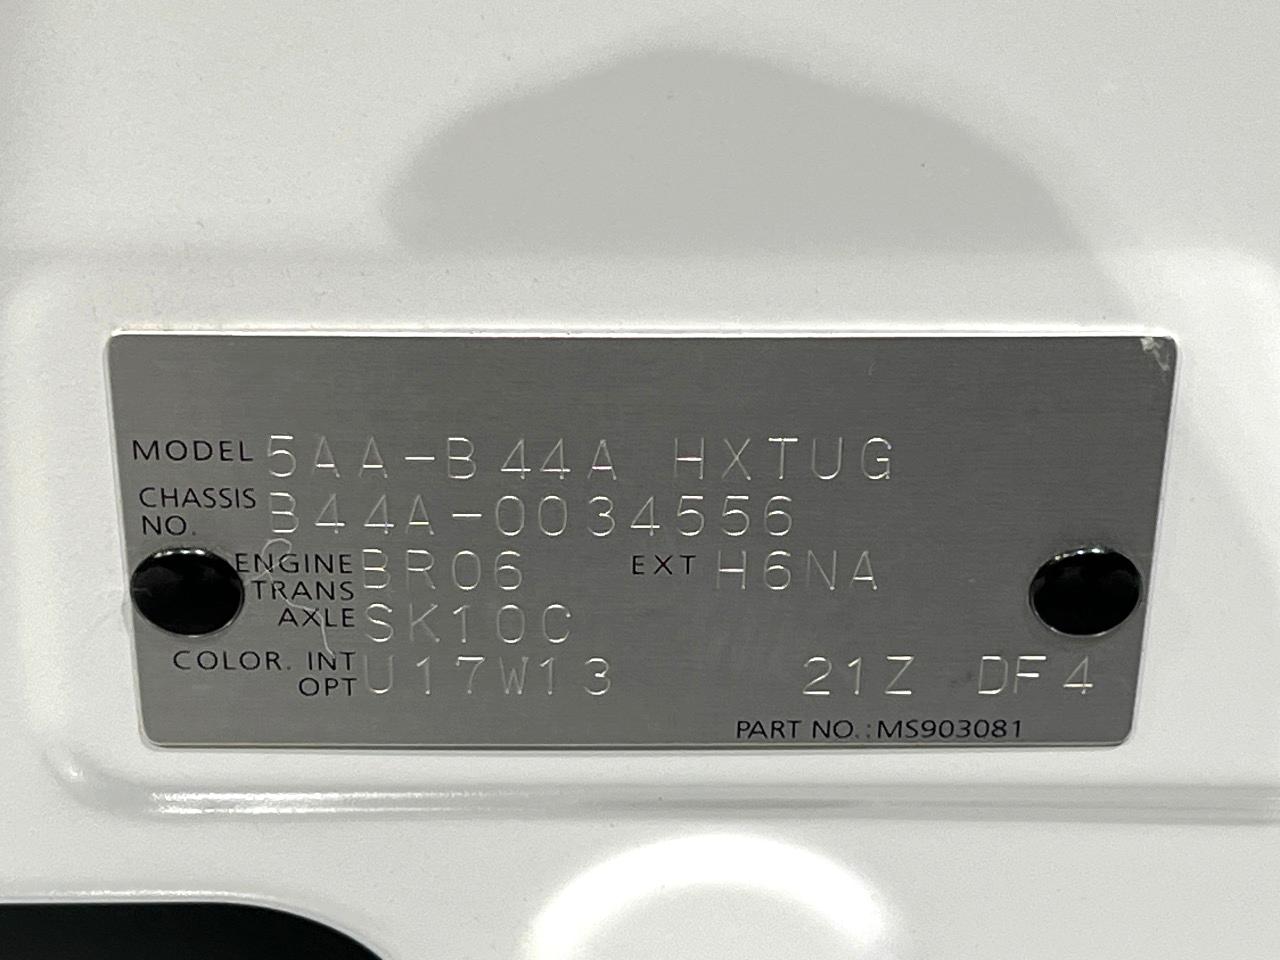 MODEL 5AA-B44A HXTUG
CHASSIS NO. B44A-0034556
ENGINE BR06 EXT H6NA
TRANS AXLE SK10C
COLOR. INT OPT U17W13 21Z DF4
PART NO.:MS903081